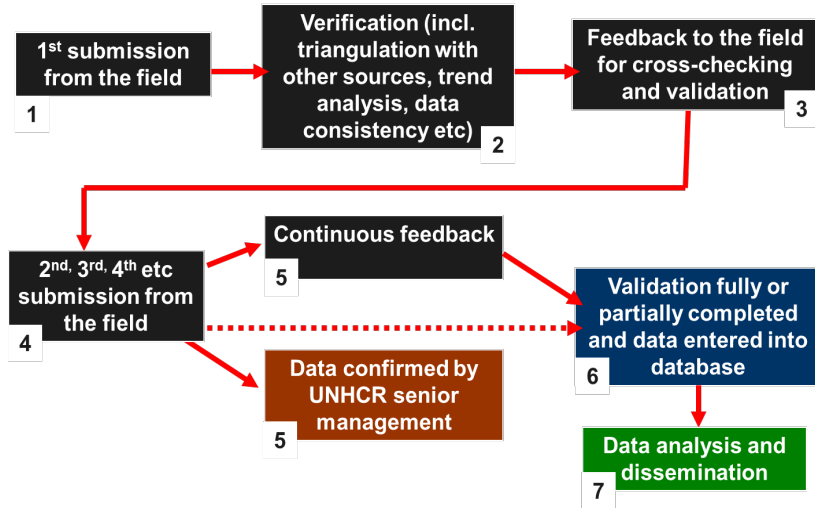 1st submission
from the field
1
Verification (incl.
triangulation with
other sources, trend
analysis, data
consistency etc)
2
Feedback to the field
for cross-checking
and validation
3
2nd, 3rd, 4th etc
submission from
the field
4
Continuous feedback
5
Data confirmed by
UNHCR senior
management
5
Validation fully or
partially completed
and data entered into
database
6
Data analysis and
dissemination
7